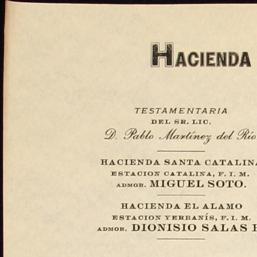 HACIENDA
TESTAMENTARIA
DEL SR. LIC.
D. Pablo Martínez del Río
HACIENDA SANTA CATALINA
ESTACION CATALINA, F. I. M.
ADMOR. MIGUEL SOTO.
HACIENDA EL ALAMO
ESTACION YERBANÍS, F. I. M.
ADMOR. DIONISIO SALAS